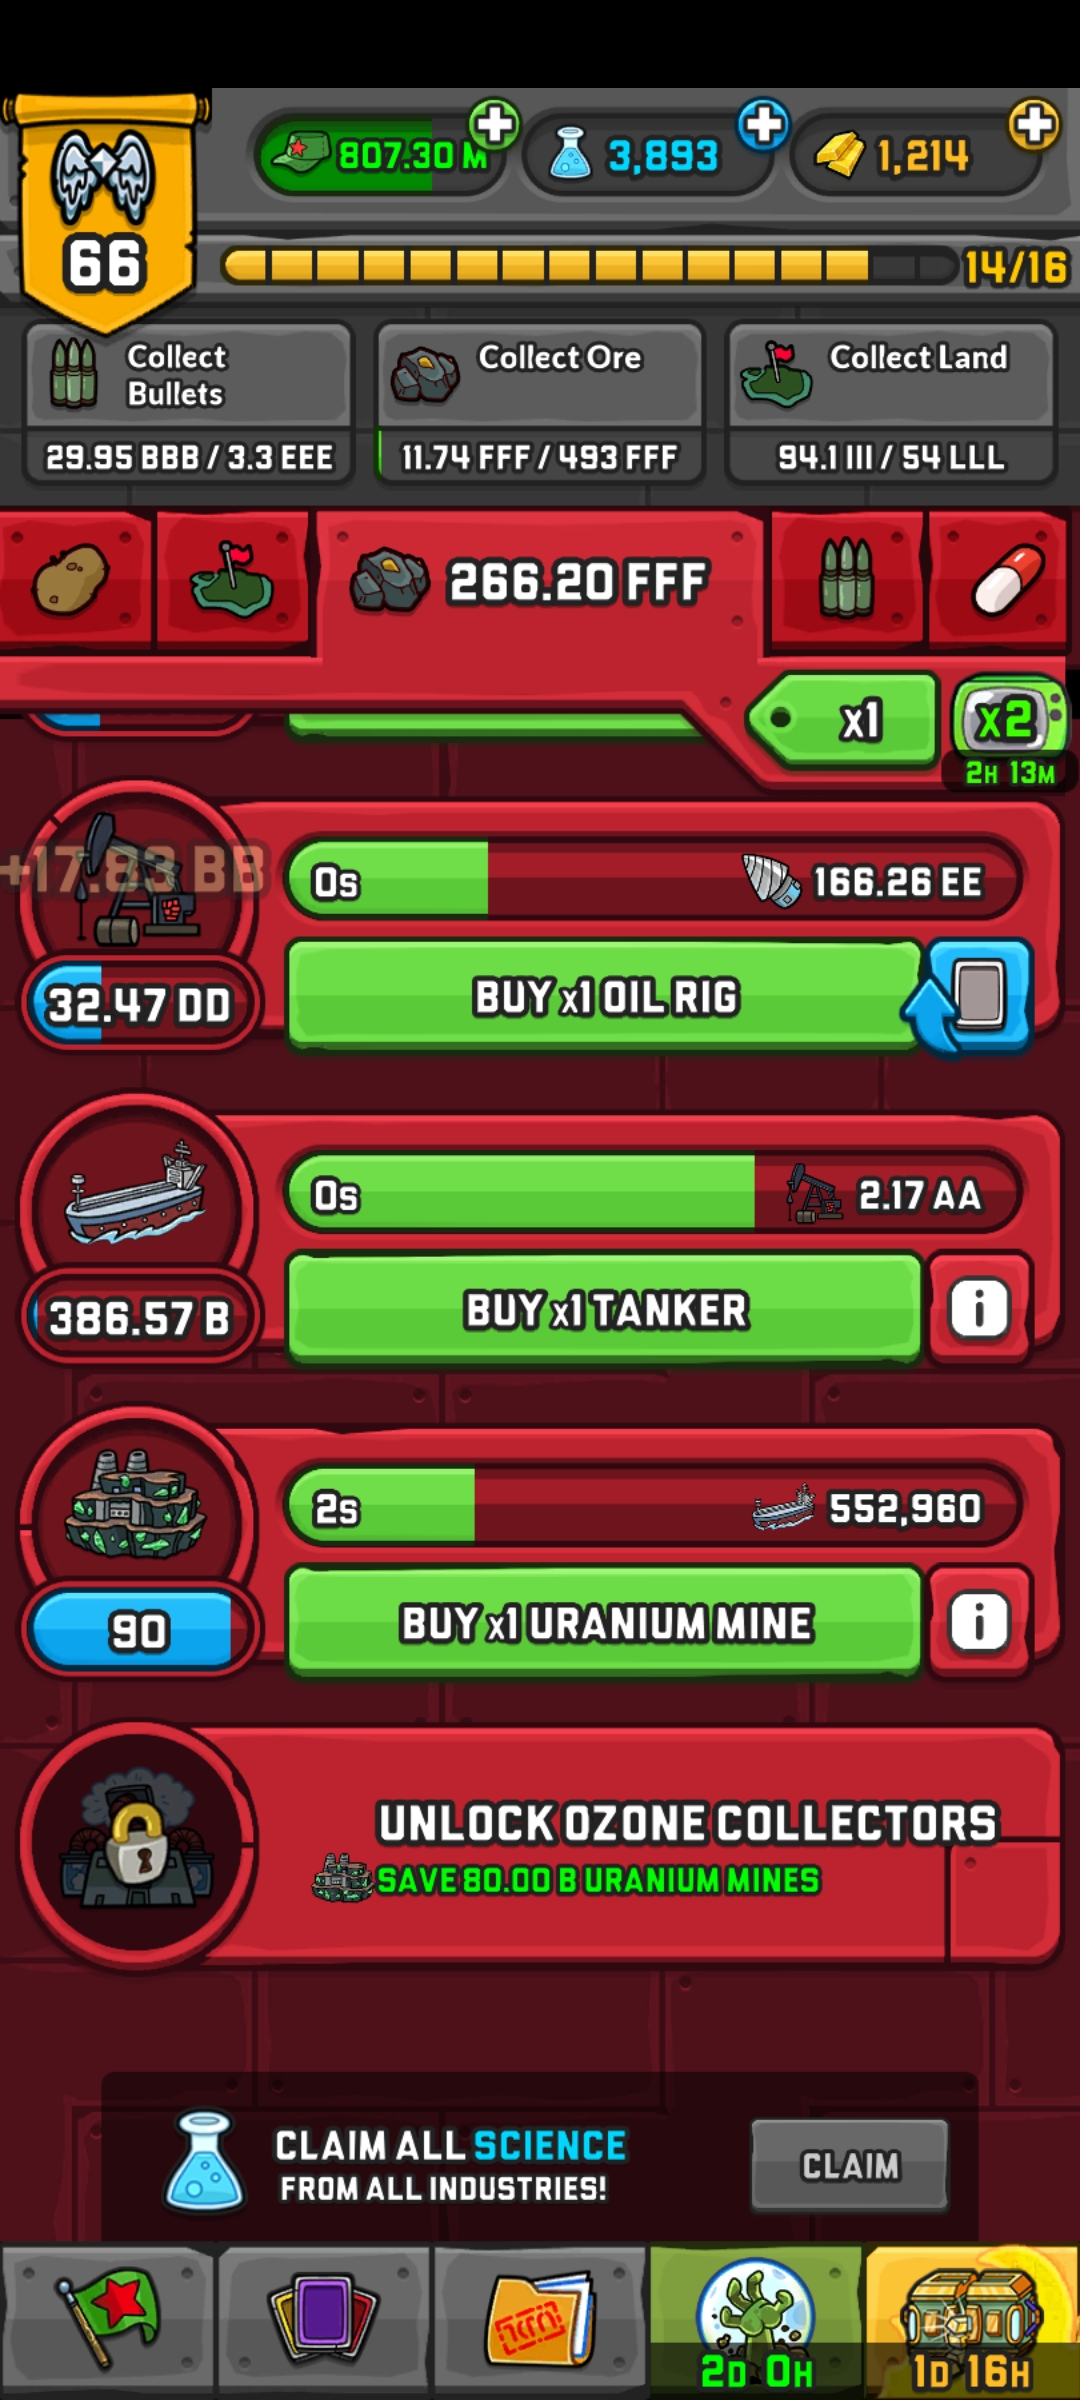 807.30 M
3,893
1,214
66
14/16
Collect
Bullets
29.95 BBB / 3.3 EEE
Collect Ore
11.74 FFF / 493 FFF
Collect Land
94.1 III / 54 LLL
266.20 FFF
x1
x2
2H 13M
+17.83 BB
0s
166.26 EE
32.47 DD
BUY x1 OIL RIG
0s
2.17 AA
386.57 B
BUY x1 TANKER
i
2s
552,960
90
BUY x1 URANIUM MINE
i
UNLOCK OZONE COLLECTORS
SAVE 80.00 B URANIUM MINES
CLAIM ALL SCIENCE
FROM ALL INDUSTRIES!
CLAIM
2D 0H
1D 16H